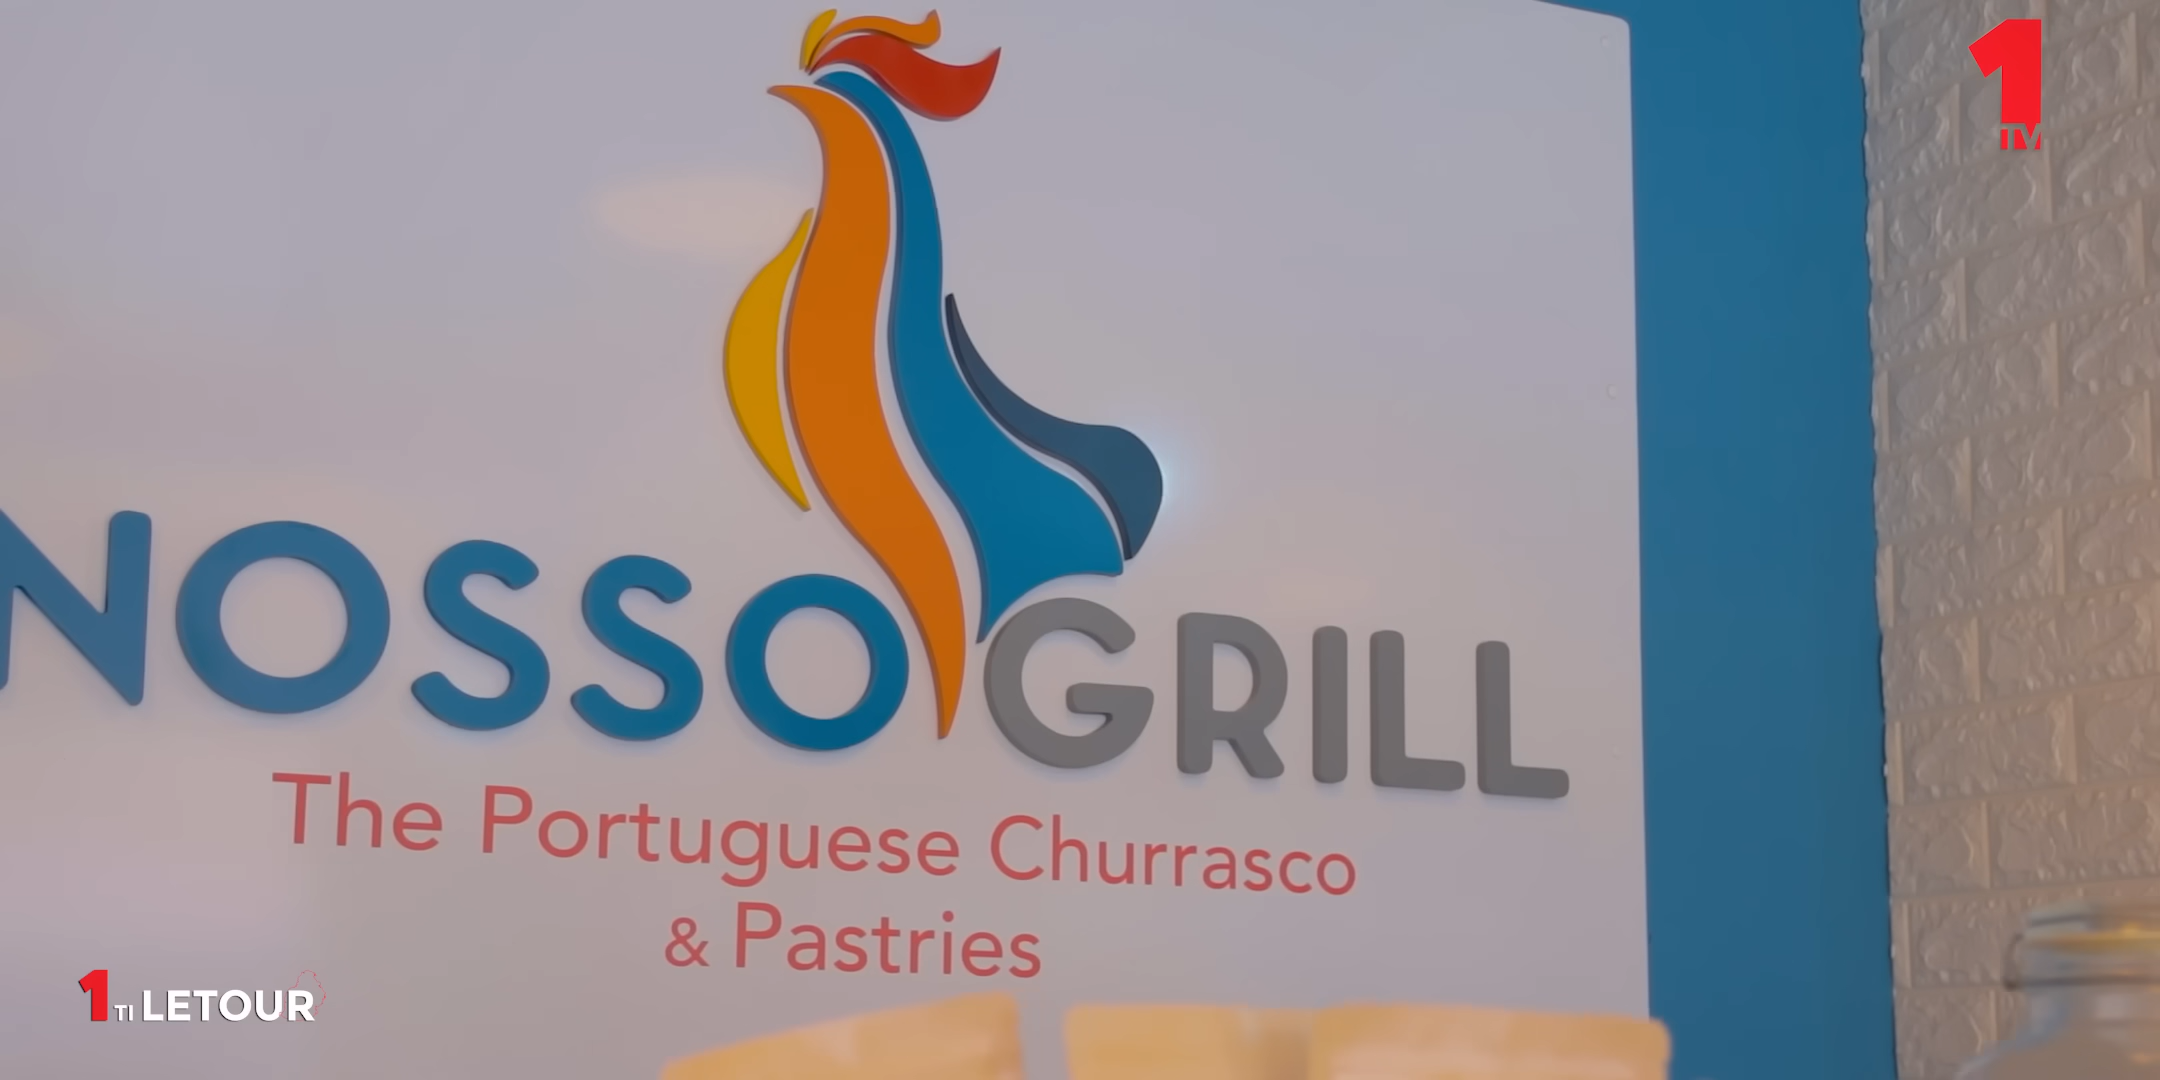 1
TV
NOSSO GRILL
The Portuguese Churrasco
& Pastries
1 TI LETOUR